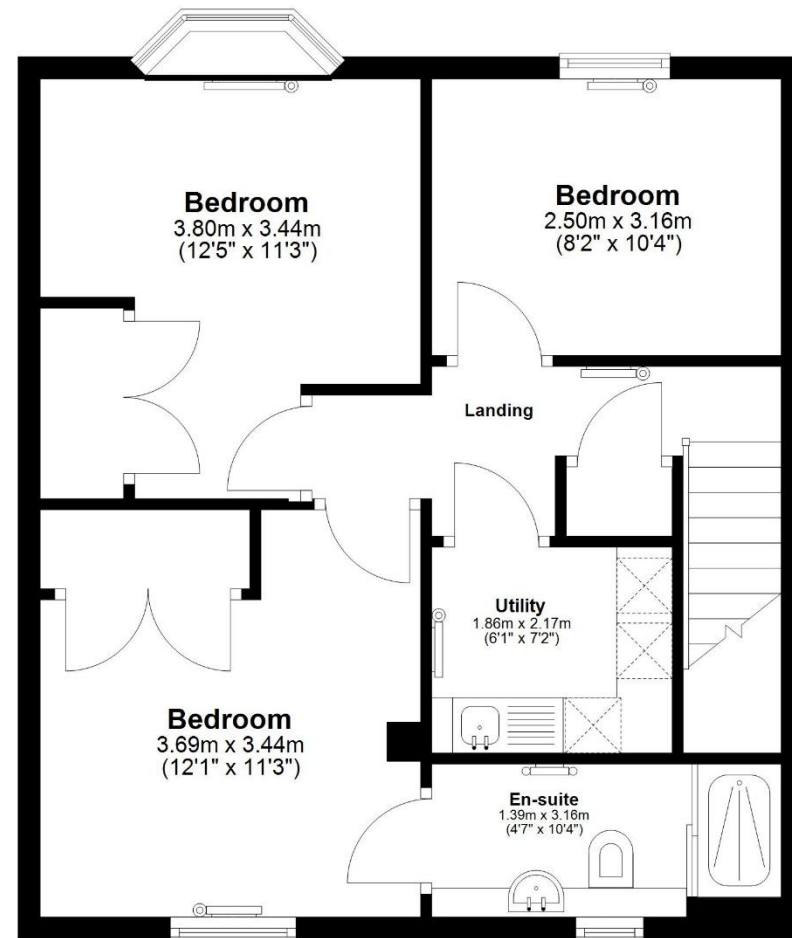 Bedroom
3.80m x 3.44m
(12'5" x 11'3")
Bedroom
2.50m x 3.16m
(8'2" x 10'4")
Landing
Utility
1.86m x 2.17m
(6'1" x 7'2")
Bedroom
3.69m x 3.44m
(12'1" x 11'3")
En-suite
1.39m x 3.16m
(4'7" x 10'4")